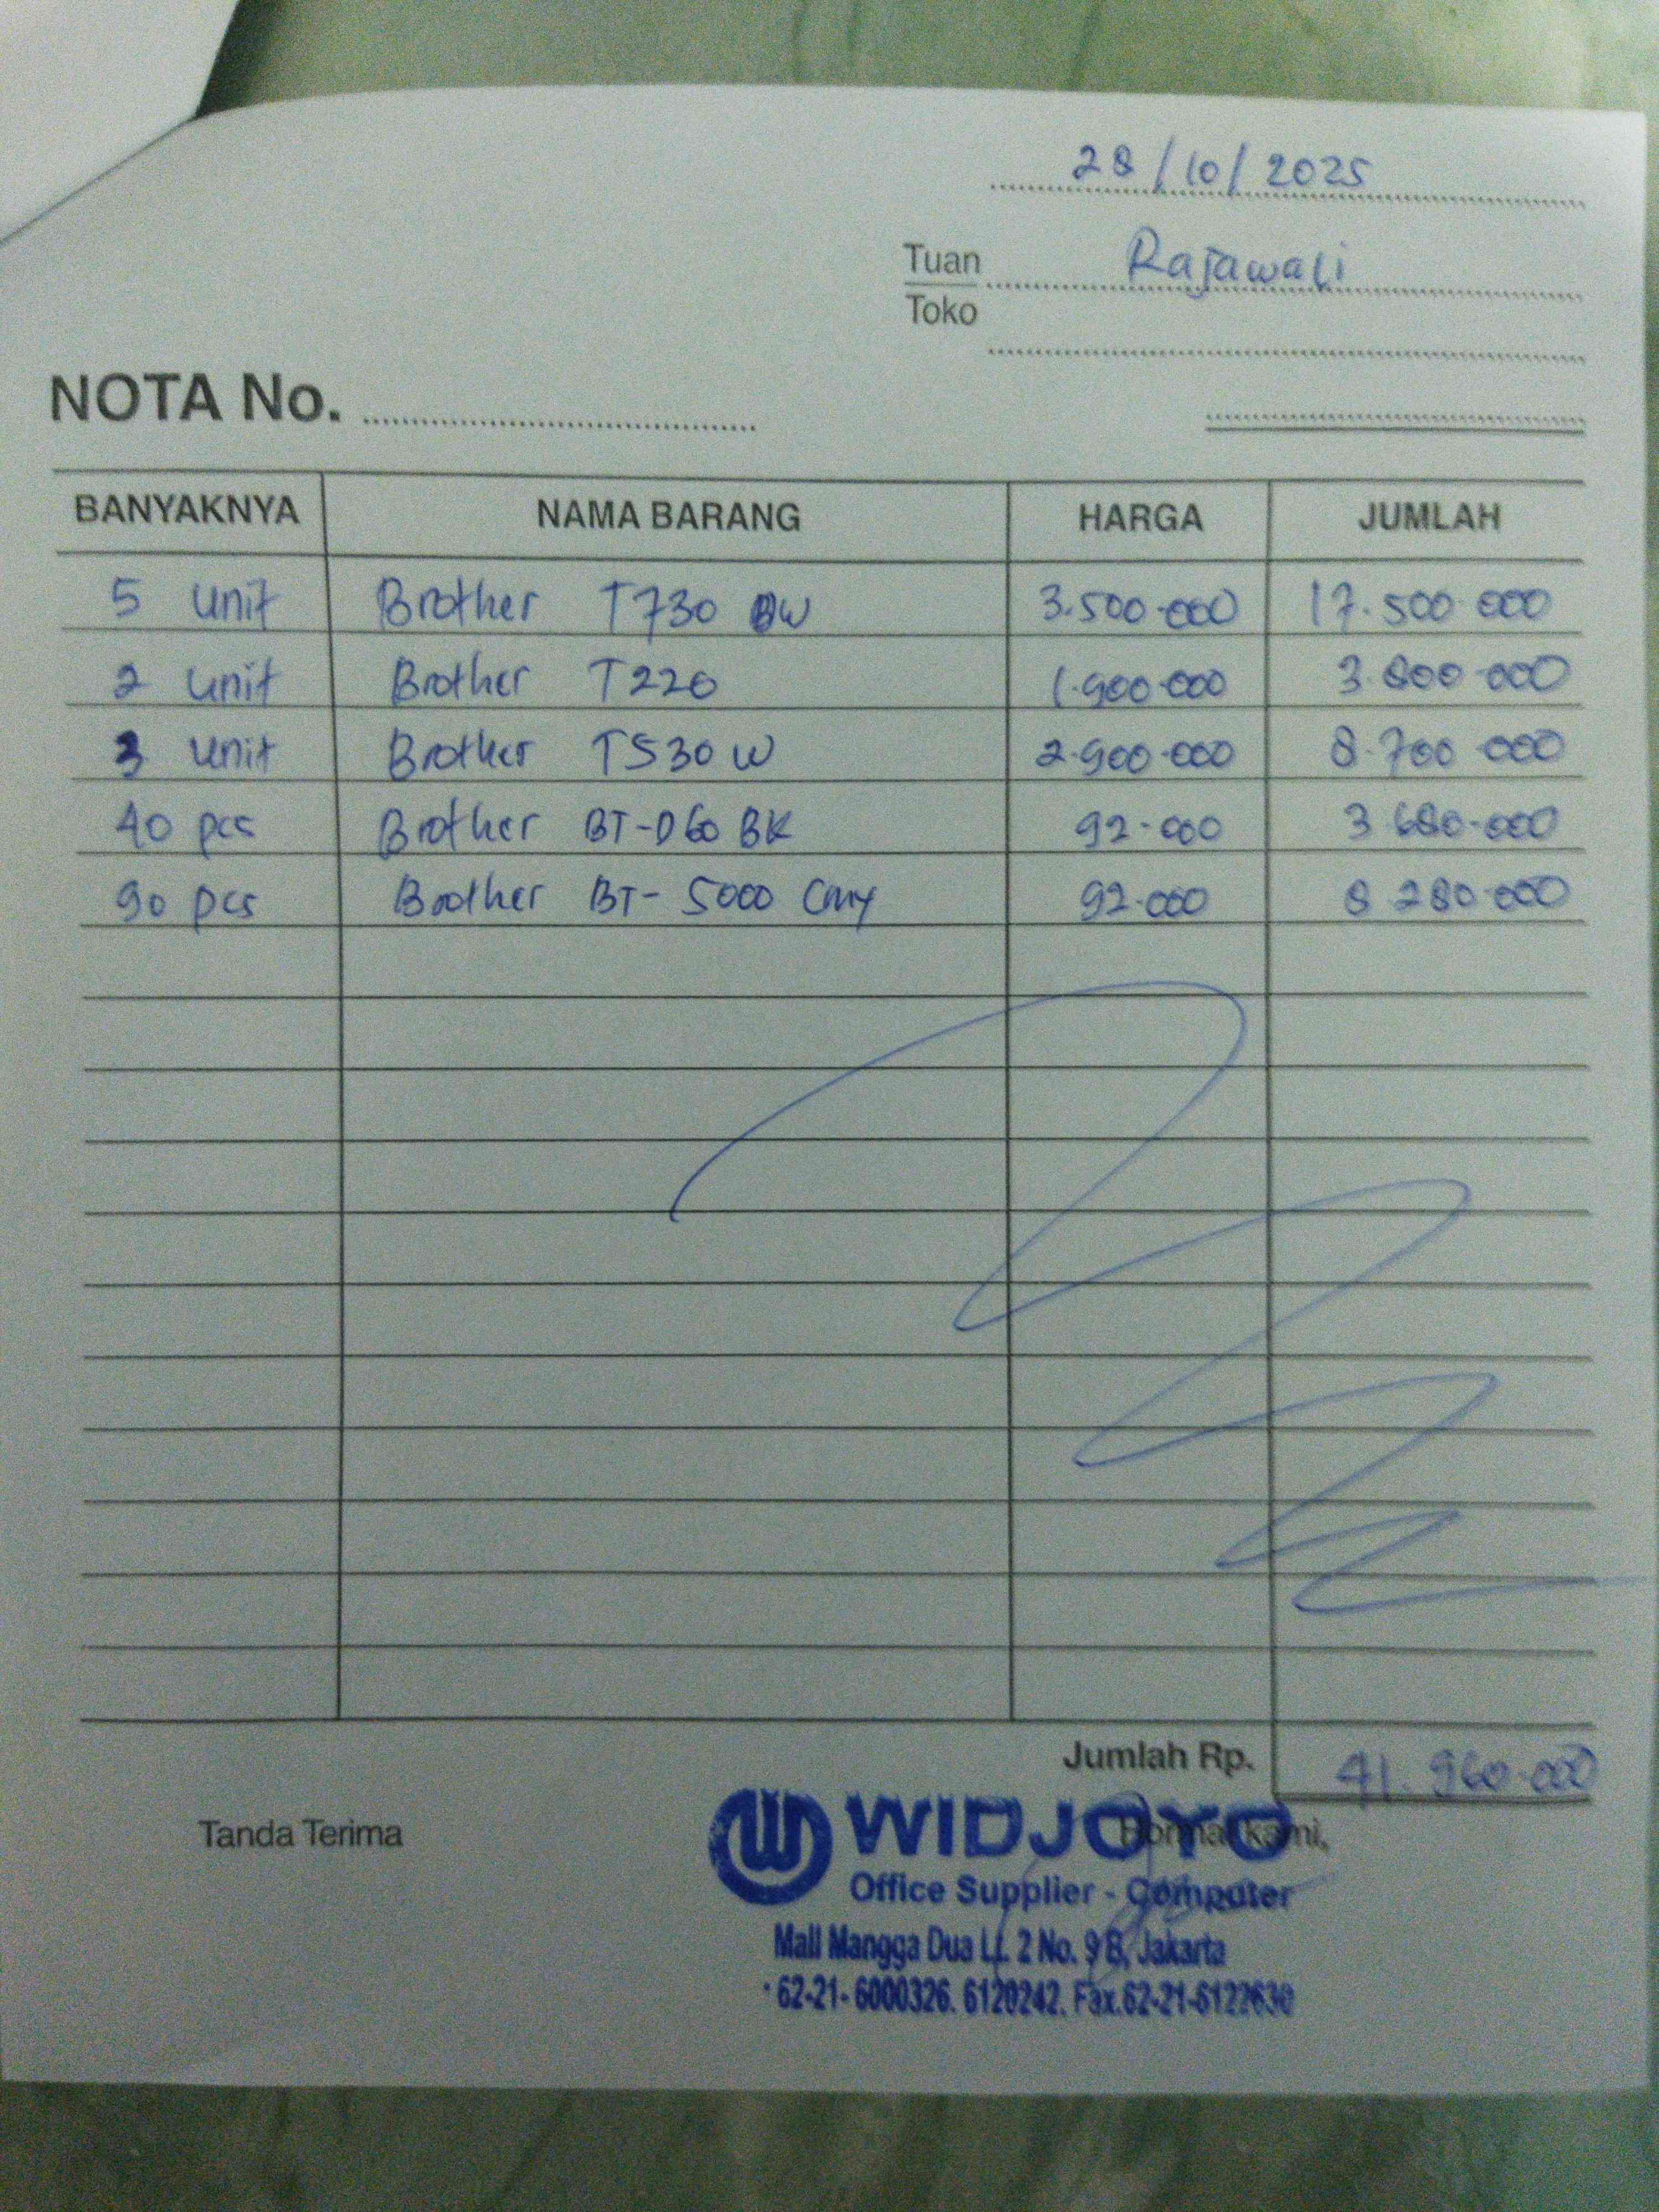 28/10/2025
Tuan Rajawali
Toko
NOTA No.
BANYAKNYA NAMA BARANG HARGA JUMLAH
5 unit Brother T730 DW 3.500.000 17.500.000
2 unit Brother T220 1.900.000 3.800.000
3 unit Brother T530 W 2.900.000 8.700.000
40 pcs Brother BT-D60 BK 92.000 3.680.000
90 pcs Brother BT-5000 CMY 92.000 8.280.000
Jumlah Rp. 41.960.000
Tanda Terima Hormat kami,
WIDJOYO
Office Supplier - Computer
Mall Mangga Dua Lt. 2 No. 9 B, Jakarta
62-21-6000326. 6120242. Fax.62-21-6122630